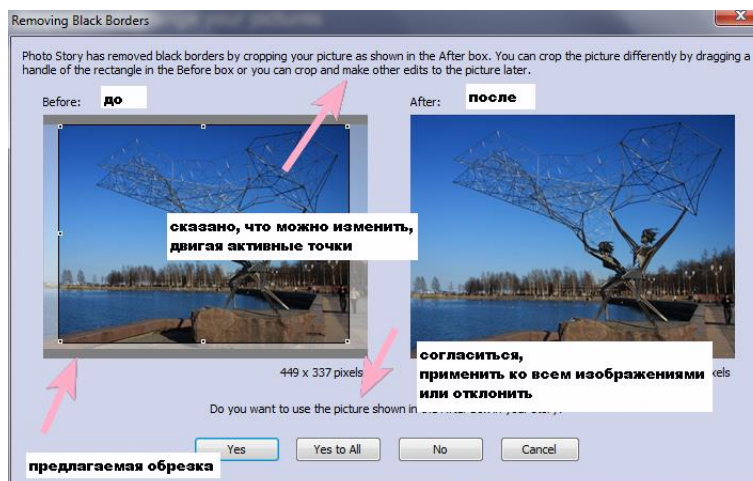 Removing Black Borders
Photo Story has removed black borders by cropping your picture as shown in the After box. You can crop the picture differently by dragging a
handle of the rectangle in the Before box or you can crop and make other edits to the picture later.
Before:
до
After:
после
сказано, что можно изменить,
двигая активные точки
449 x 337 pixels
согласиться,
применить ко всем изображениями
или отклонить
Do you want to use the picture shown in
предлагаемая обрезка
Yes
Yes to All
No
Cancel